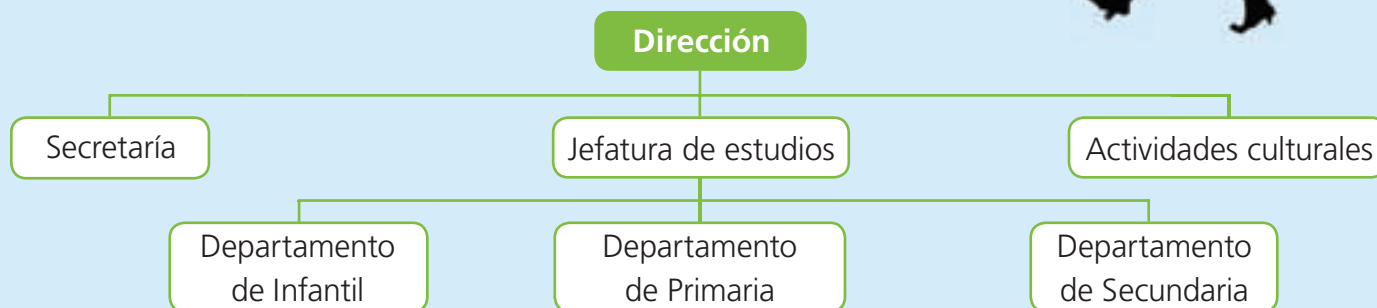 Dirección
Secretaría
Jefatura de estudios
Actividades culturales
Departamento
de Infantil
Departamento
de Primaria
Departamento
de Secundaria